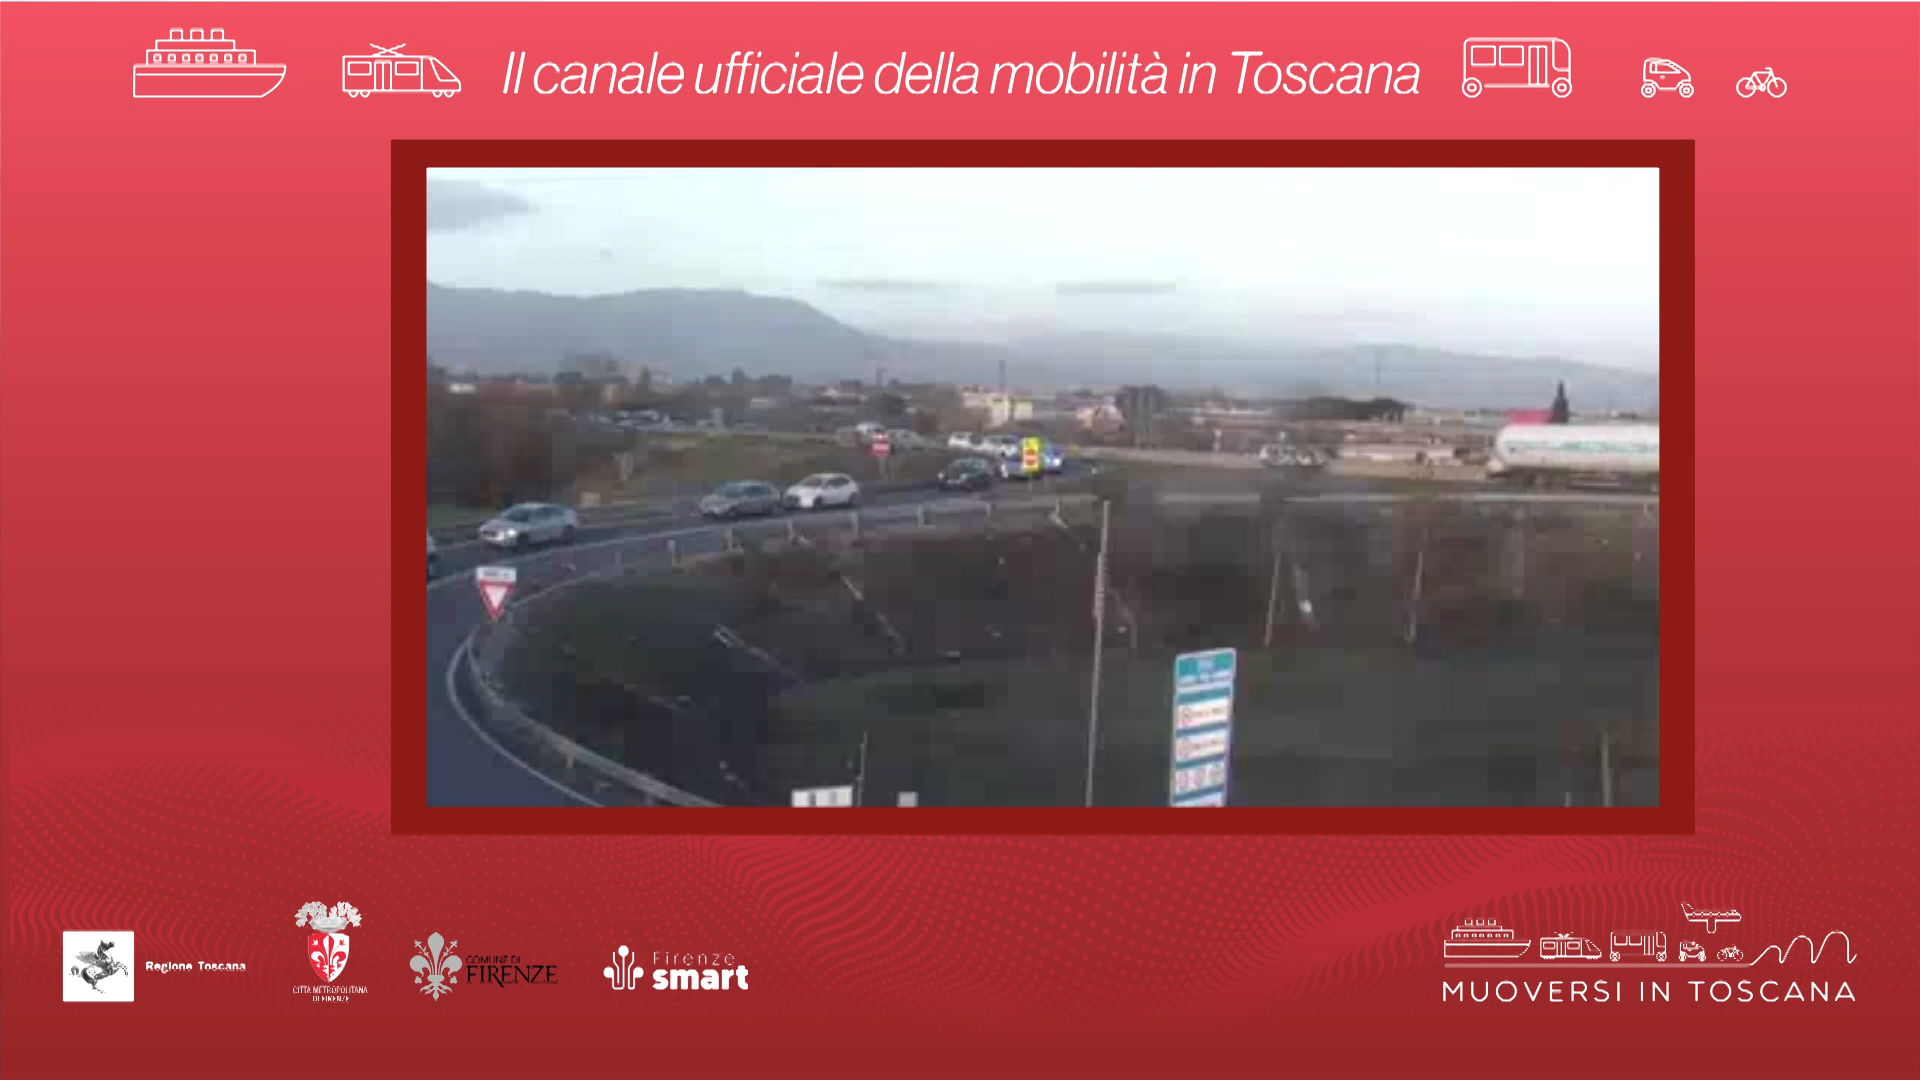 Il canale ufficiale della mobilità in Toscana
Regione Toscana
CITTÀ METROPOLITANA
DI FIRENZE
COMUNE DI
FIRENZE
Firenze
smart
MUOVERSI IN TOSCANA